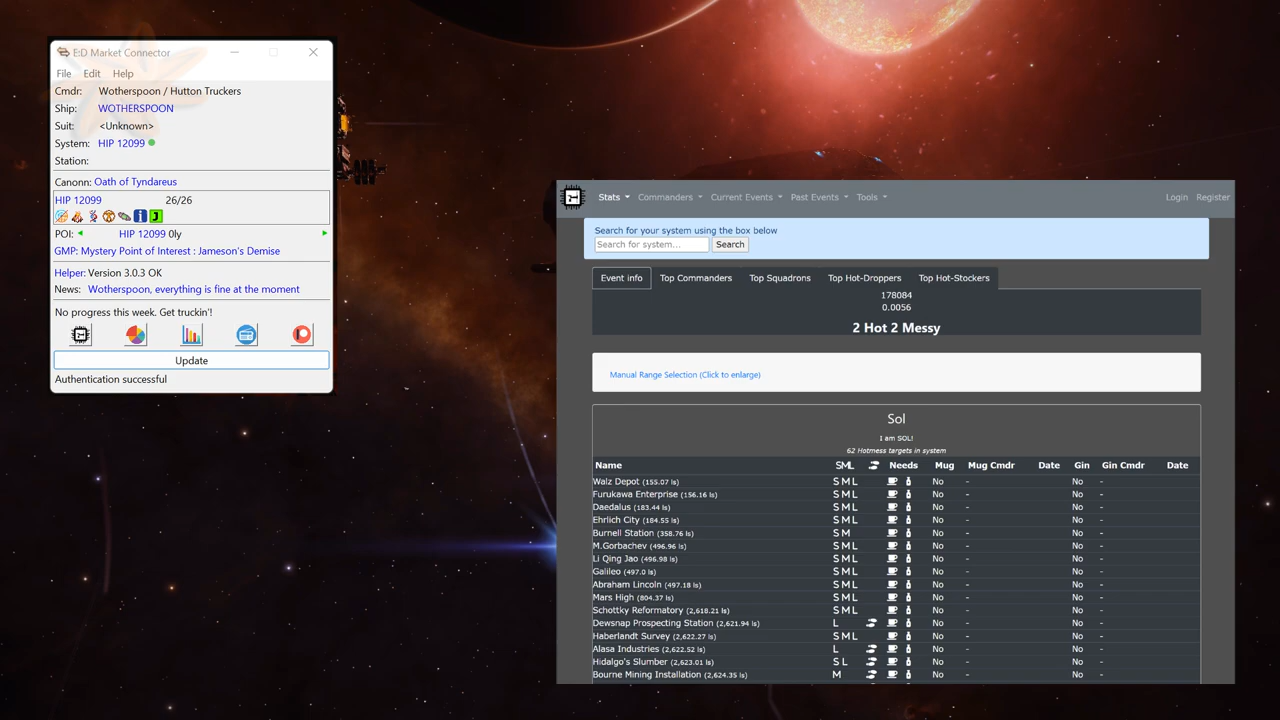 E:D Market Connector
File Edit Help
Cmdr: Wotherspoon / Hutton Truckers
Ship: WOTHERSPOON
Suit: <Unknown>
System: HIP 12099
Station:
Canonn: Oath of Tyndareus
HIP 12099 26/26
POI: HIP 12099 0ly
GMP: Mystery Point of Interest : Jameson's Demise
Helper: Version 3.0.3 OK
News: Wotherspoon, everything is fine at the moment
No progress this week. Get truckin'!
Update
Authentication successful
Stats Commanders Current Events Past Events Tools Login Register
Search for your system using the box below
Search for system... Search
Event info Top Commanders Top Squadrons Top Hot-Droppers Top Hot-Stockers
178084
0.0056
2 Hot 2 Messy
Manual Range Selection (Click to enlarge)
Sol
I am SOL!
62 Hotmess targets in system
Name SML Needs Mug Mug Cmdr Date Gin Gin Cmdr Date
Walz Depot (155.07 ls) S M L No - No -
Furukawa Enterprise (156.16 ls) S M L No - No -
Daedalus (183.44 ls) S M L No - No -
Ehrlich City (184.55 ls) S M L No - No -
Burnell Station (358.76 ls) S M No - No -
M.Gorbachev (496.96 ls) S M L No - No -
Li Qing Jao (496.98 ls) S M L No - No -
Galileo (497.0 ls) S M L No - No -
Abraham Lincoln (497.18 ls) S M L No - No -
Mars High (804.37 ls) S M L No - No -
Schottky Reformatory (2,618.21 ls) S M L No - No -
Dewsnap Prospecting Station (2,621.94 ls) L No - No -
Haberlandt Survey (2,622.27 ls) S M L No - No -
Alasa Industries (2,622.52 ls) L No - No -
Hidalgo's Slumber (2,623.01 ls) S L No - No -
Bourne Mining Installation (2,624.35 ls) M No - No -